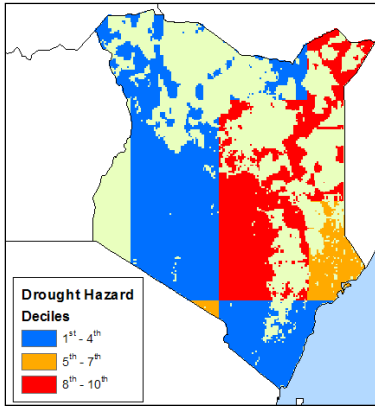 Drought Hazard
Deciles
1st - 4th
5th - 7th
8th - 10th